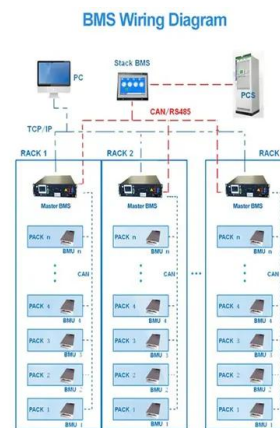 BMS Wiring Diagram
PC
Stack BMS
PCS
CAN/RS485
TCP/IP
RACK 1
RACK 2
RACK
Master BMS
Master BMS
Master BMS
PACK n
BMU n
PACK n
BMU n
PACK n
BMU n
CAN
CAN
CAN
PACK 4
BMU 4
PACK 4
BMU 4
PACK 4
BMU 4
PACK 3
BMU 3
PACK 3
BMU 3
PACK 3
BMU 3
PACK 2
BMU 2
PACK 2
BMU 2
PACK 2
BMU 2
PACK 1
BMU 1
PACK 1
BMU 1
PACK 1
BMU 1